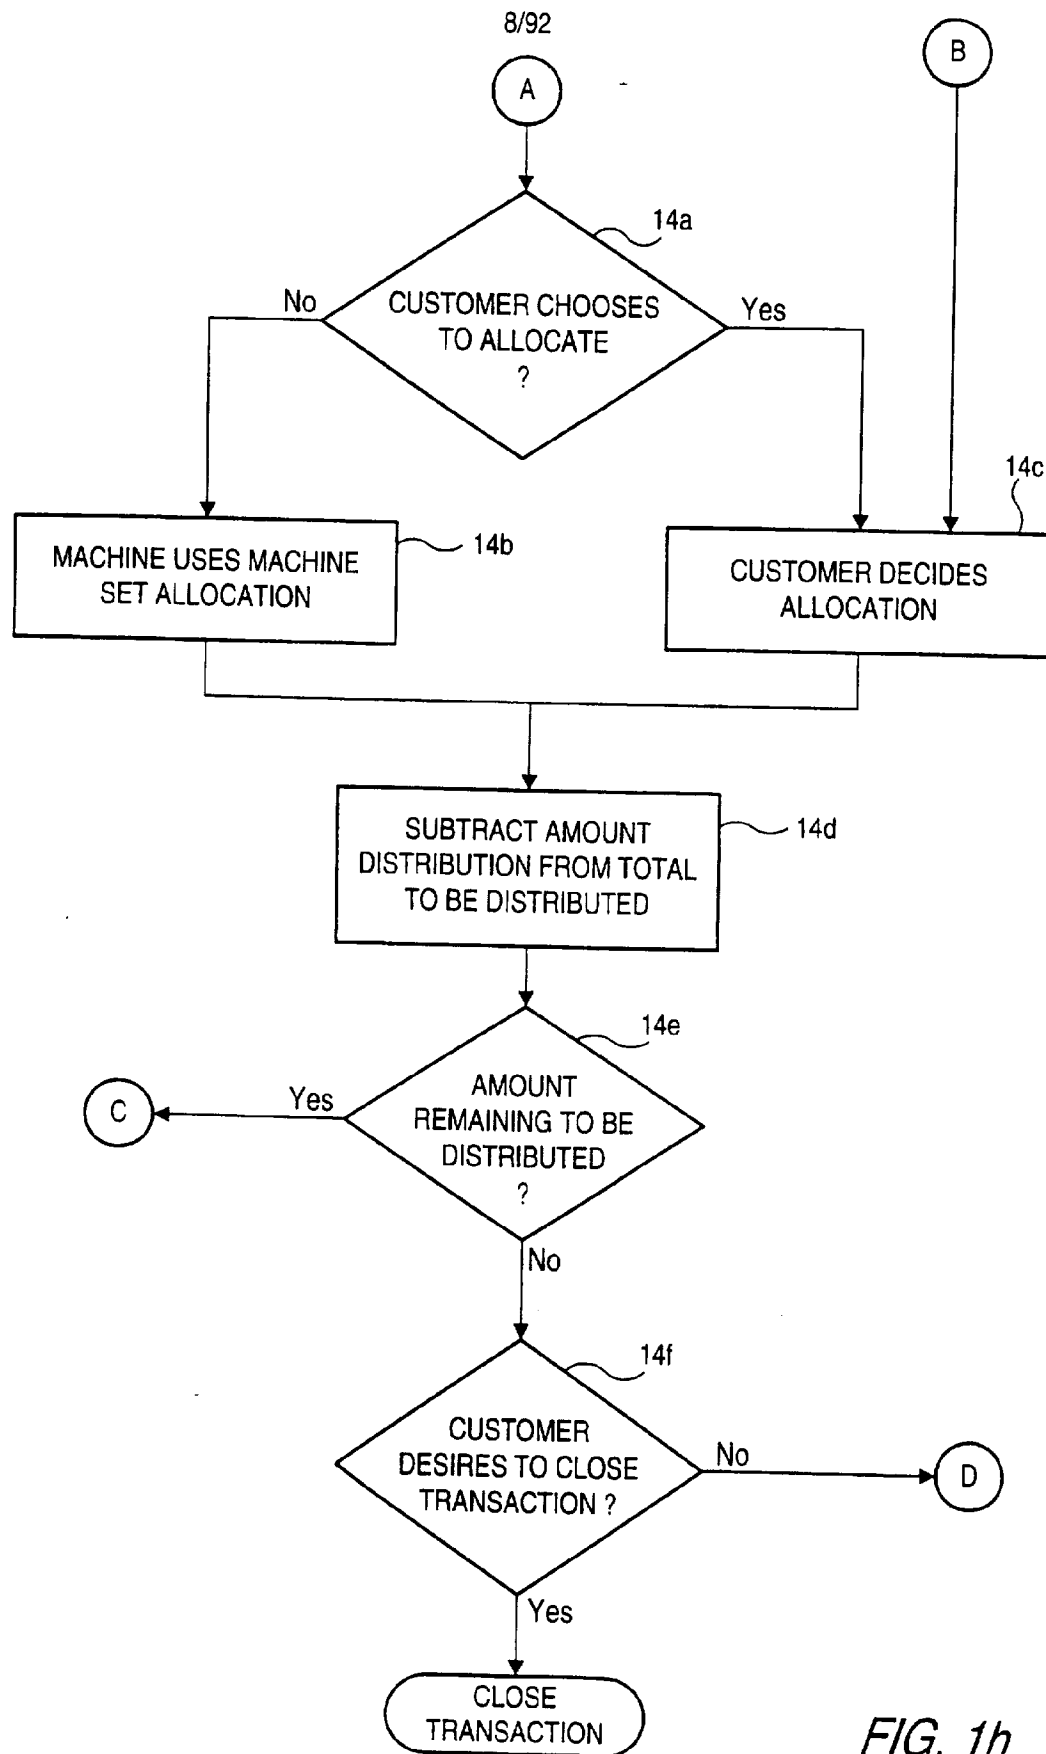 8/92
A
B
14a
No
CUSTOMER CHOOSES
TO ALLOCATE
?
Yes
14c
MACHINE USES MACHINE
SET ALLOCATION
14b
CUSTOMER DECIDES
ALLOCATION
SUBTRACT AMOUNT
DISTRIBUTION FROM TOTAL
TO BE DISTRIBUTED
14d
14e
C
Yes
AMOUNT
REMAINING TO BE
DISTRIBUTED
?
No
14f
CUSTOMER
DESIRES TO CLOSE
TRANSACTION ?
No
D
Yes
CLOSE
TRANSACTION
FIG. 1h